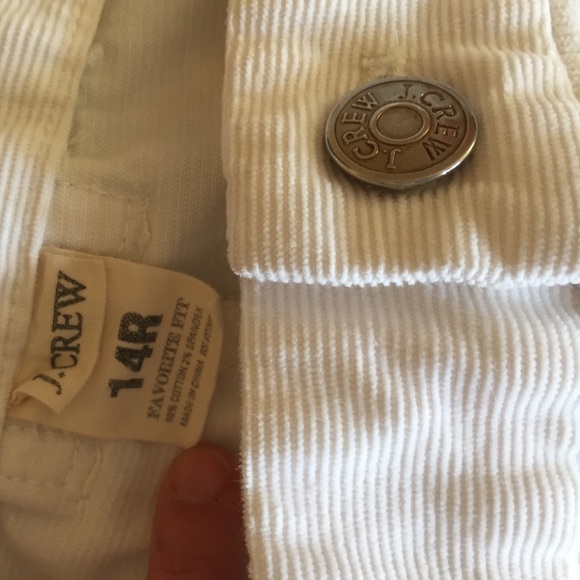 J.CREW J.CREW
J.CREW
14R
FAVORITE FIT
98% COTTON 2% SPANDEX
MADE IN CHINA